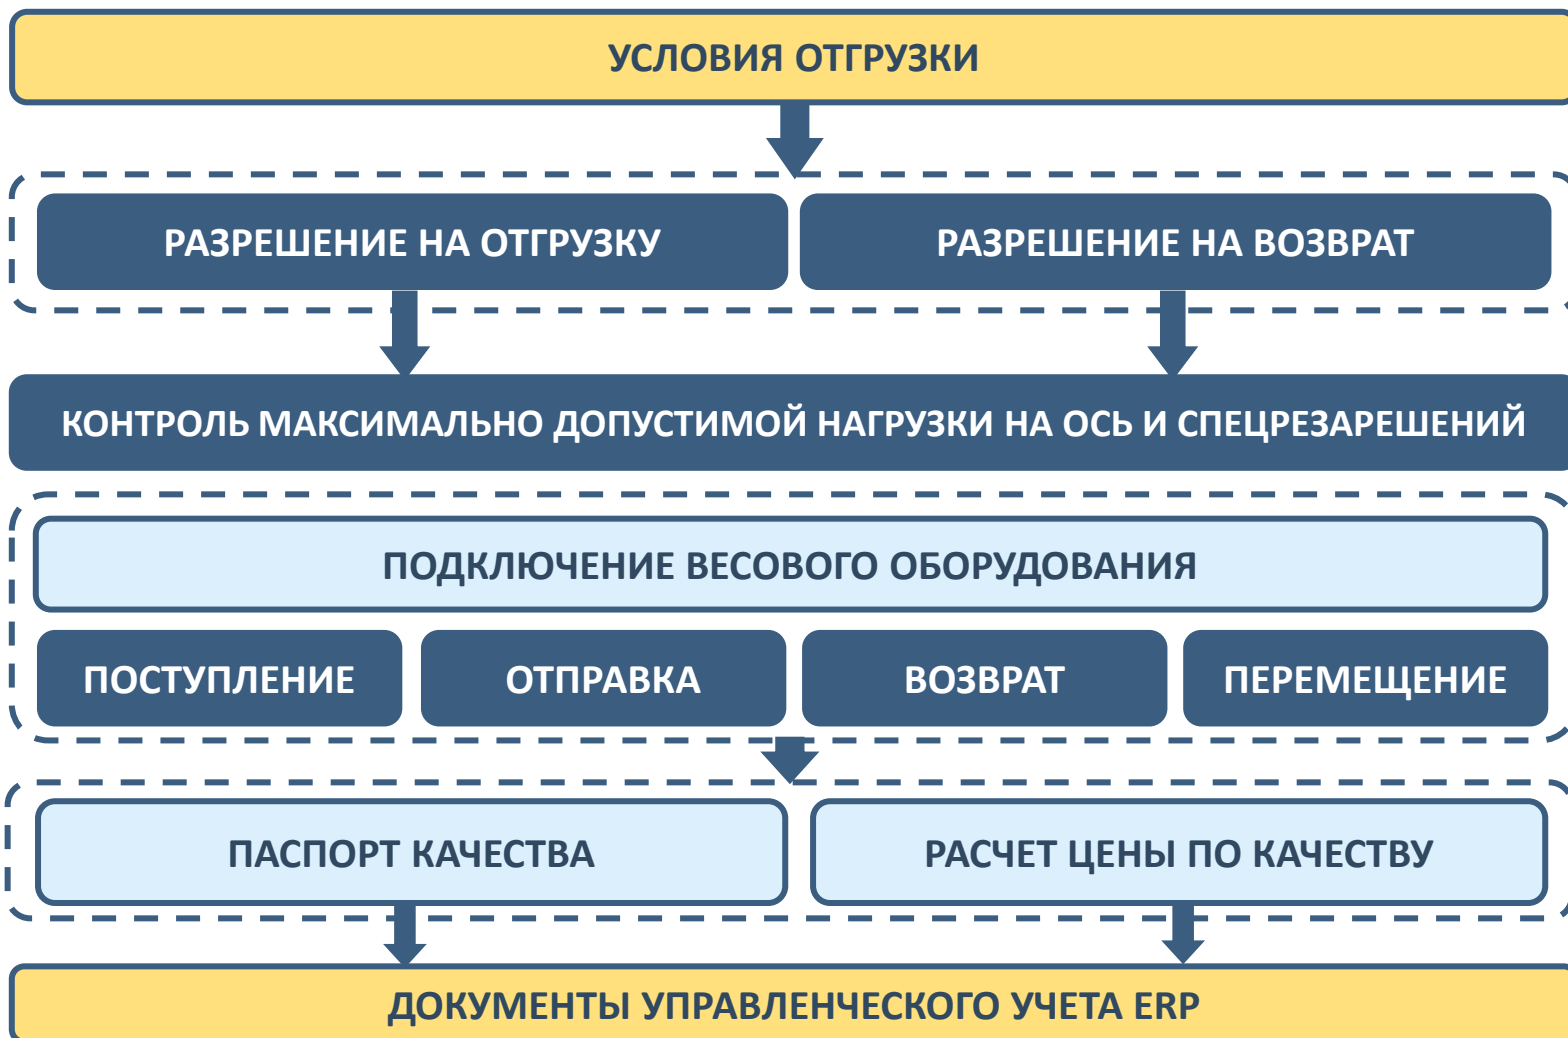 УСЛОВИЯ ОТГРУЗКИ
РАЗРЕШЕНИЕ НА ОТГРУЗКУ
РАЗРЕШЕНИЕ НА ВОЗВРАТ
КОНТРОЛЬ МАКСИМАЛЬНО ДОПУСТИМОЙ НАГРУЗКИ НА ОСЬ И СПЕЦРЕЗАРЕШЕНИЙ
ПОДКЛЮЧЕНИЕ ВЕСОВОГО ОБОРУДОВАНИЯ
ПОСТУПЛЕНИЕ
ОТПРАВКА
ВОЗВРАТ
ПЕРЕМЕЩЕНИЕ
ПАСПОРТ КАЧЕСТВА
РАСЧЕТ ЦЕНЫ ПО КАЧЕСТВУ
ДОКУМЕНТЫ УПРАВЛЕНЧЕСКОГО УЧЕТА ERP